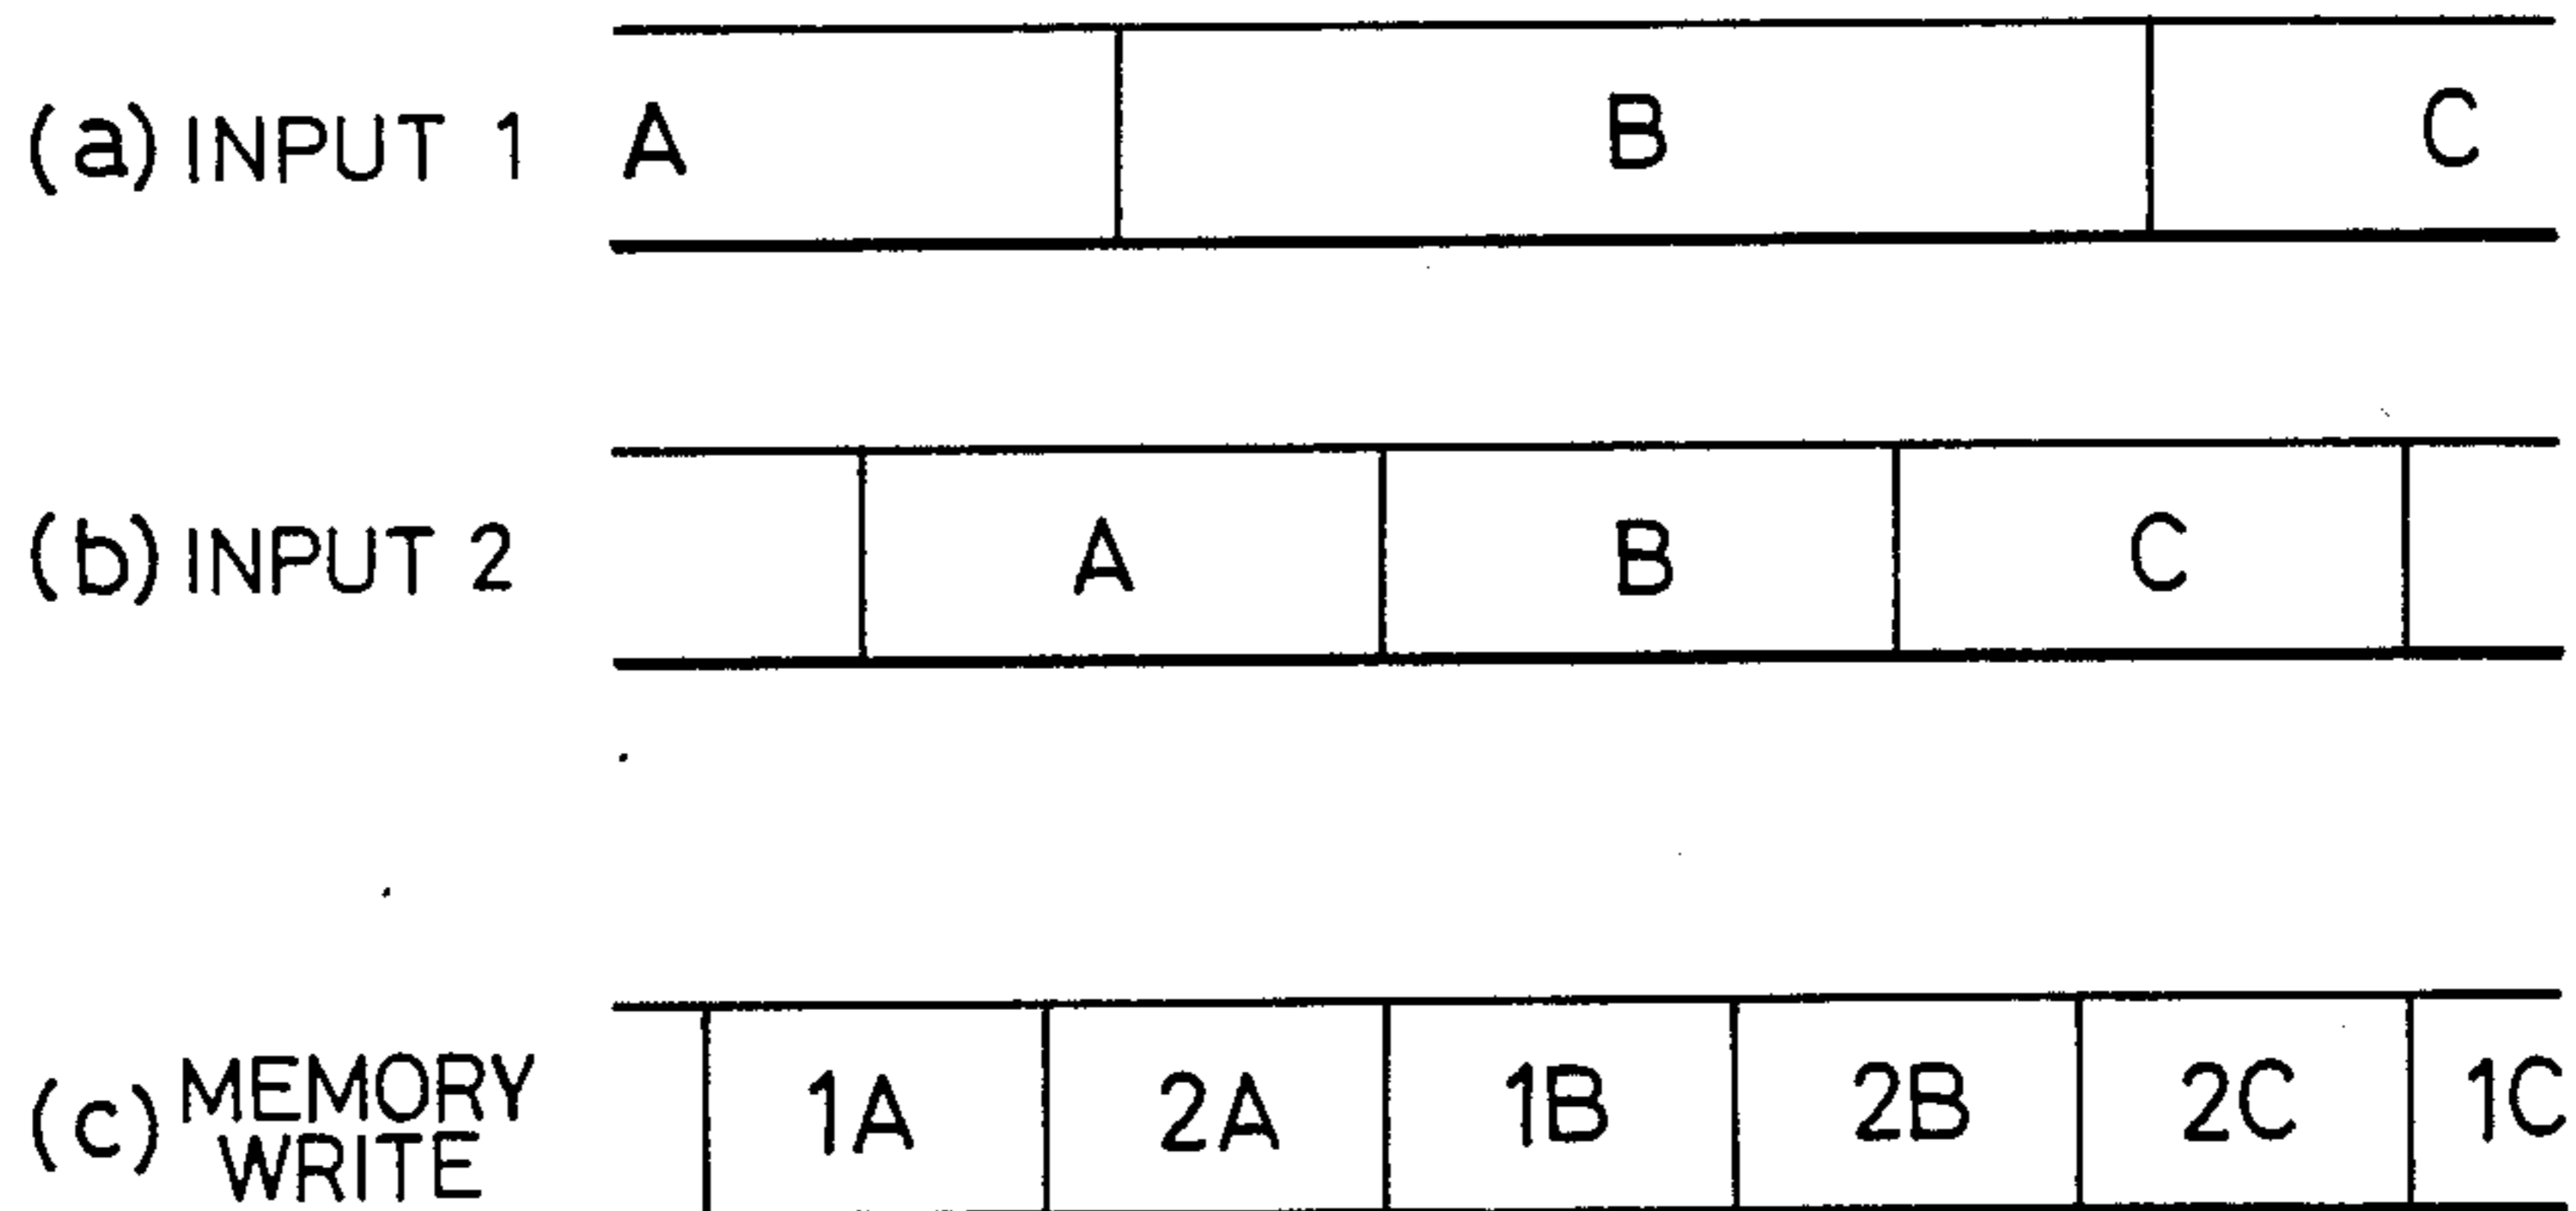 (a) INPUT 1 A B C
(b) INPUT 2 A B C
(c) MEMORY WRITE 1A 2A 1B 2B 2C 1C